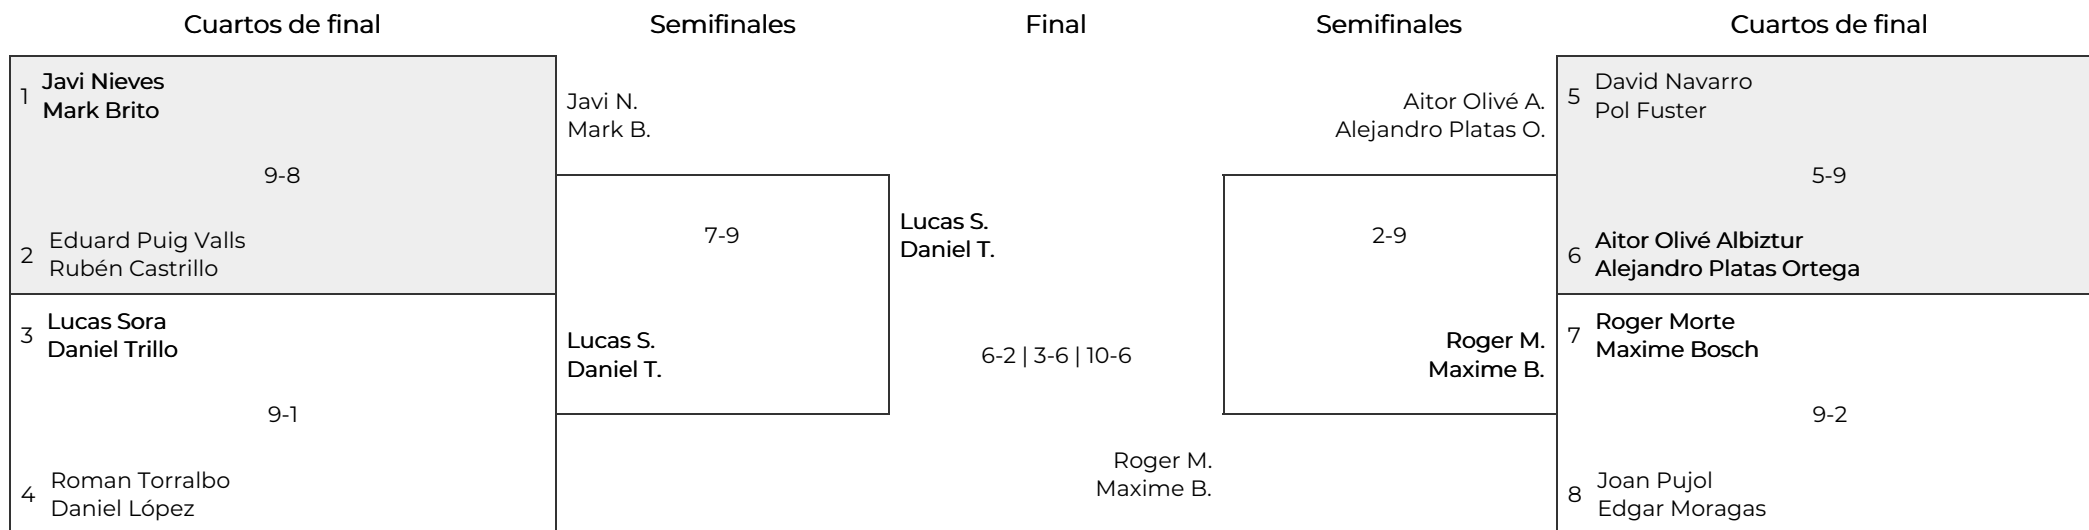 Cuartos de final
Semifinales
Final
Semifinales
Cuartos de final
1
Javi Nieves
Mark Brito
9-8
2
Eduard Puig Valls
Rubén Castrillo
3
Lucas Sora
Daniel Trillo
9-1
4
Roman Torralbo
Daniel López
Javi N.
Mark B.
7-9
Lucas S.
Daniel T.
Lucas S.
Daniel T.
6-2 | 3-6 | 10-6
Roger M.
Maxime B.
Aitor Olivé A.
Alejandro Platas O.
2-9
Roger M.
Maxime B.
5
David Navarro
Pol Fuster
5-9
6
Aitor Olivé Albiztur
Alejandro Platas Ortega
7
Roger Morte
Maxime Bosch
9-2
8
Joan Pujol
Edgar Moragas